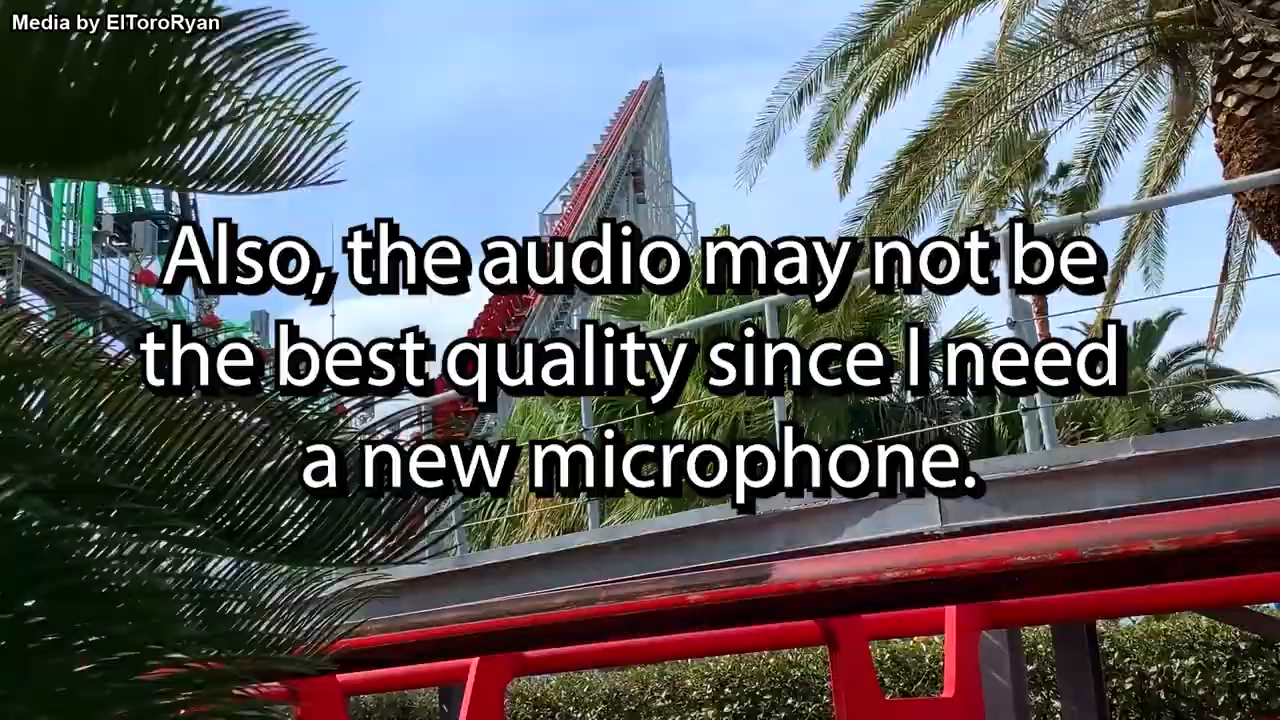 Media by ElToroRyan
Also, the audio may not be
the best quality since I need
a new microphone.